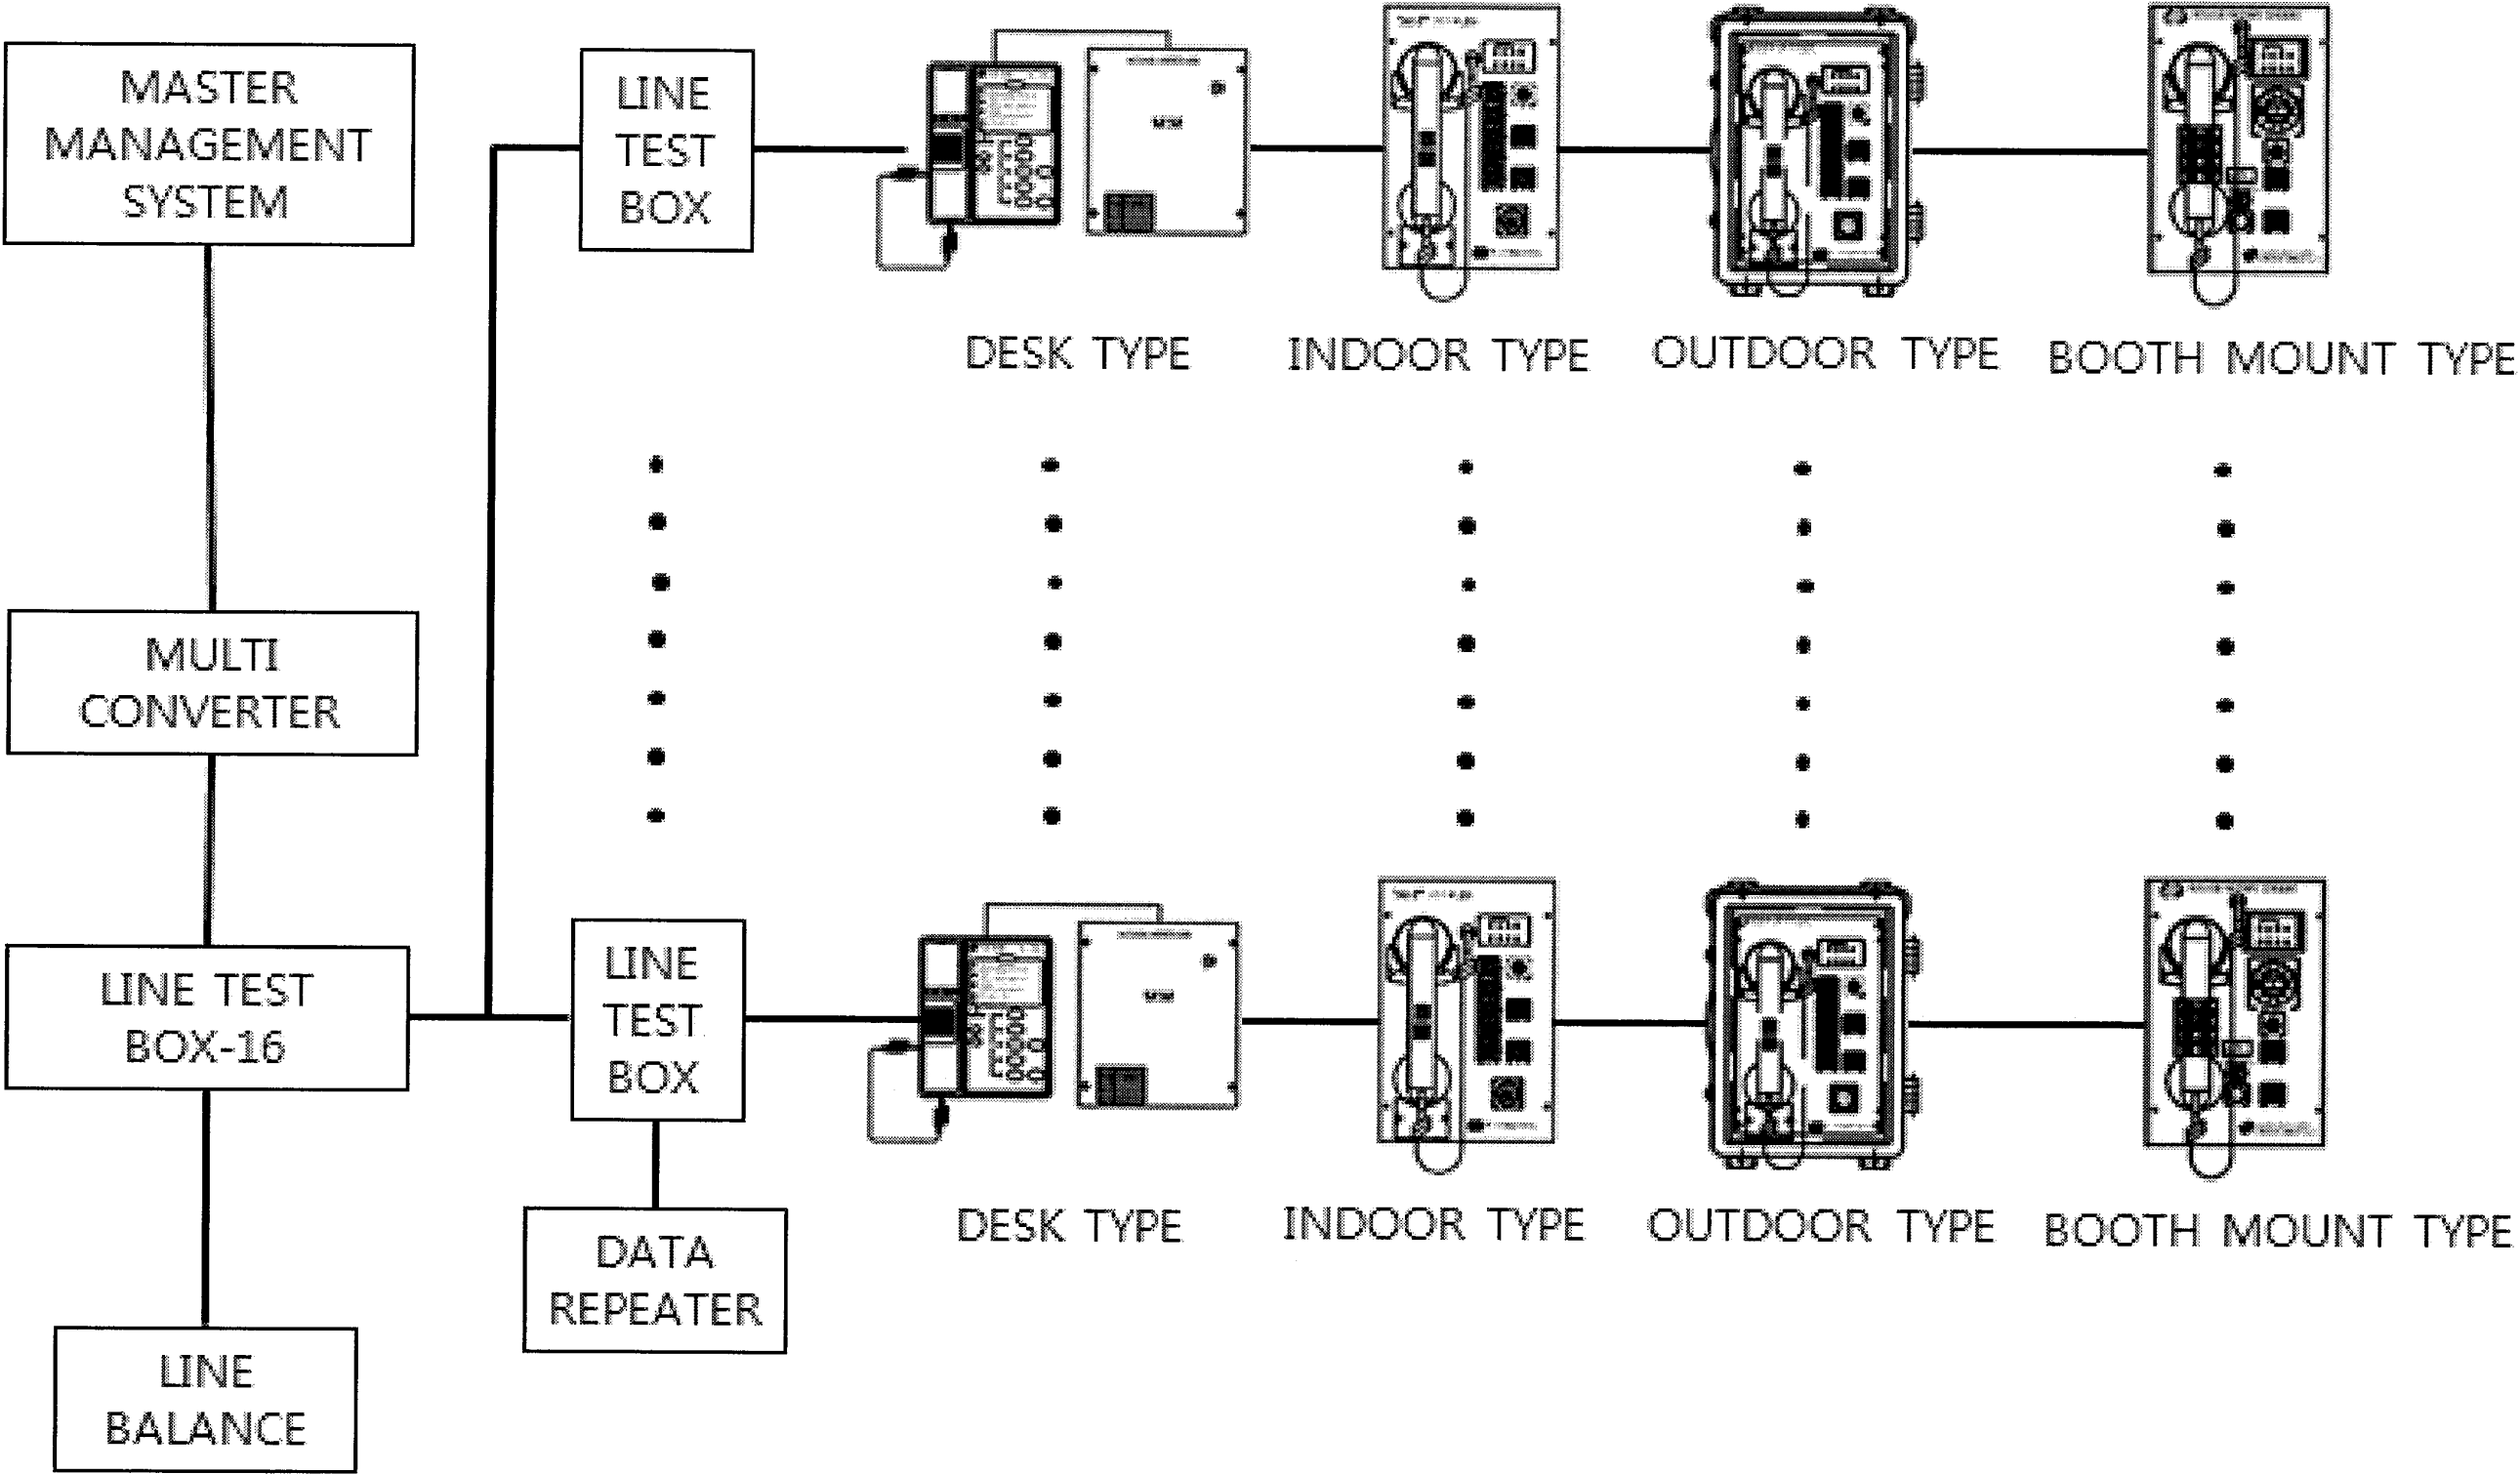 MASTER
MANAGEMENT
SYSTEM
LINE
TEST
BOX
DESK TYPE
INDOOR TYPE
OUTDOOR TYPE
BOOTH MOUNT TYPE
MULTI
CONVERTER
LINE TEST
BOX-16
LINE
TEST
BOX
DESK TYPE
INDOOR TYPE
OUTDOOR TYPE
BOOTH MOUNT TYPE
DATA
REPEATER
LINE
BALANCE